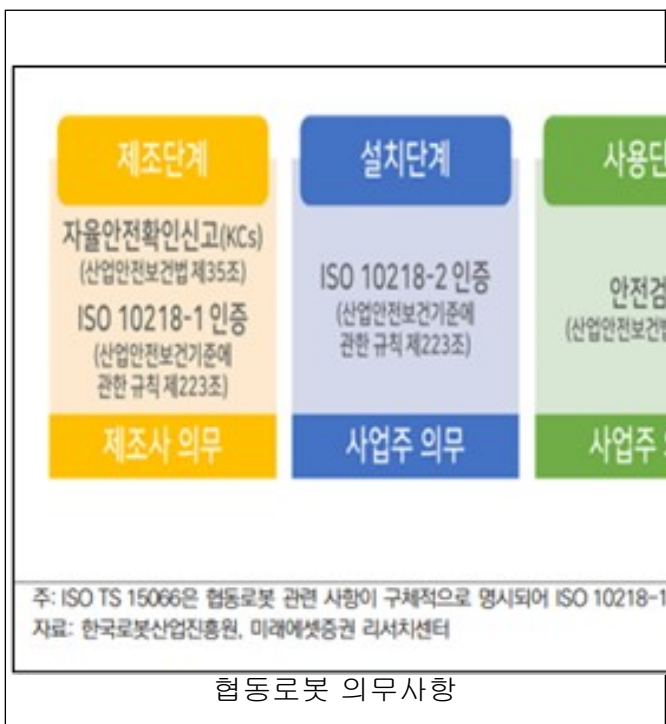 제조단계
자율안전확인신고(KCs)
(산업안전보건법 제35조)
ISO 10218-1 인증
(산업안전보건기준에
관한 규칙 제223조)
제조사 의무
설치단계
ISO 10218-2 인증
(산업안전보건기준에
관한 규칙 제223조)
사업주 의무
사용단
안전검
(산업안전보건법
사업주
주: ISO TS 15066은 협동로봇 관련 사항이 구체적으로 명시되어 ISO 10218-1
자료: 한국로봇산업진흥원, 미래에셋증권 리서치센터
협동로봇 의무사항